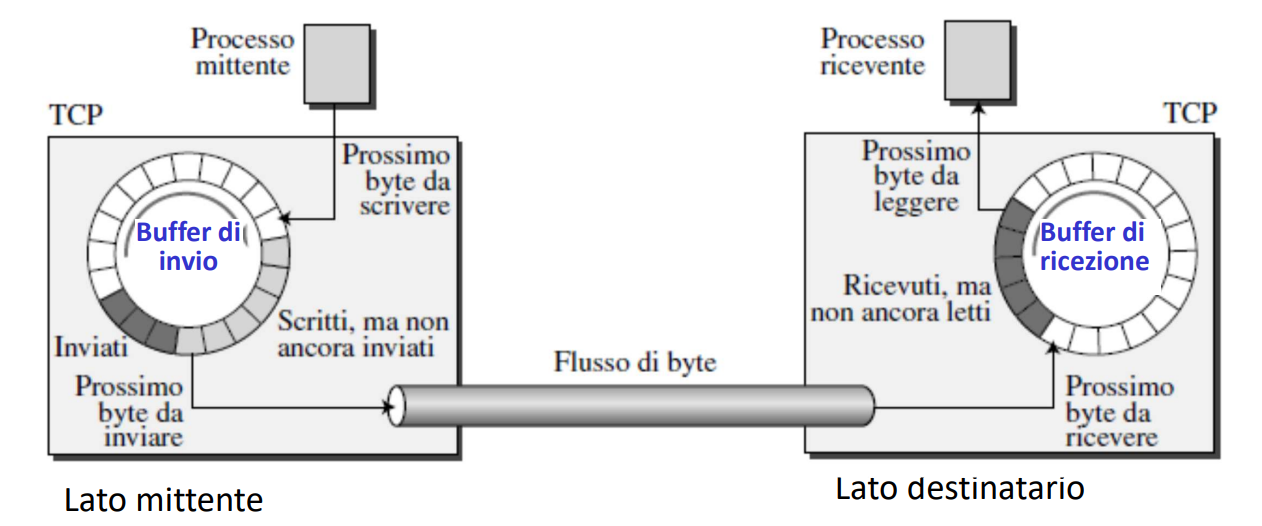 Processo
mittente
TCP
Prossimo
byte da
scrivere
Buffer di
invio
Scritti, ma non
ancora inviati
Inviati
Prossimo
byte da
inviare
Lato mittente
Flusso di byte
Processo
ricevente
TCP
Prossimo
byte da
leggere
Buffer di
ricezione
Ricevuti, ma
non ancora letti
Prossimo
byte da
ricevere
Lato destinatario